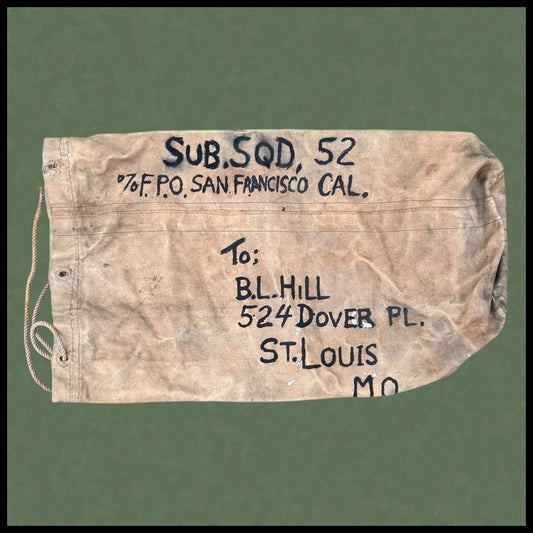 SUB.SQD, 52
% F.P.O. SAN FRANCISCO CAL.
To;
B.L.HiLL
524 DOVER PL.
ST.LOUIS
MO